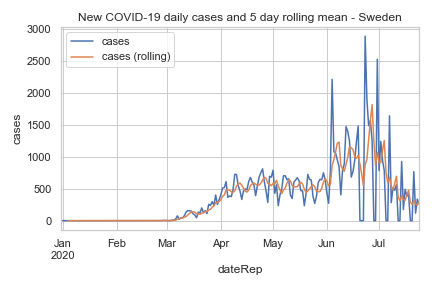 New COVID-19 daily cases and 5 day rolling mean - Sweden
cases
cases (rolling)
3000
2500
2000
1500
1000
500
0
cases
Jan
2020
Feb
Mar
Apr
May
Jun
Jul
dateRep